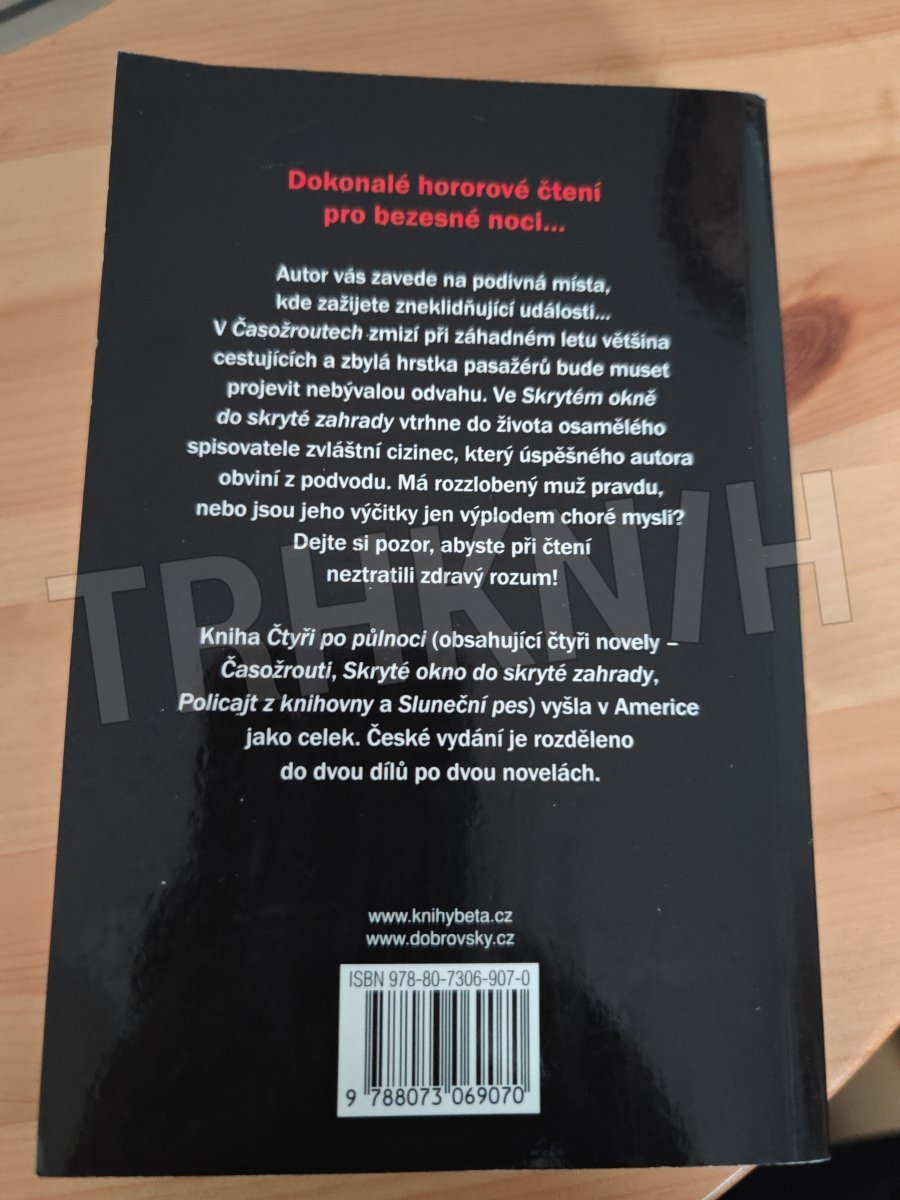 Dokonalé hororové čtení
pro bezesné noci...
Autor vás zavede na podivná místa,
kde zažijete zneklidňující události...
V Časožroutech zmizí při záhadném letu většina
cestujících a zbylá hrstka pasažérů bude muset
projevit nebývalou odvahu. Ve Skrytém okně
do skryté zahrady vtrhne do života osamělého
spisovatele zvláštní cizinec, který úspěšného autora
obviní z podvodu. Má rozzlobený muž pravdu,
nebo jsou jeho výčitky jen výplodem choré mysli?
Dejte si pozor, abyste při čtení
neztratili zdravý rozum!
TRHKNIH
Kniha Čtyři po půlnoci (obsahující čtyři novely –
Časožrouti, Skryté okno do skryté zahrady,
Policajt z knihovny a Sluneční pes) vyšla v Americe
jako celek. České vydání je rozděleno
do dvou dílů po dvou novelách.
www.knihybeta.cz
www.dobrovsky.cz
ISBN 978-80-7306-907-0
9 788073 069070